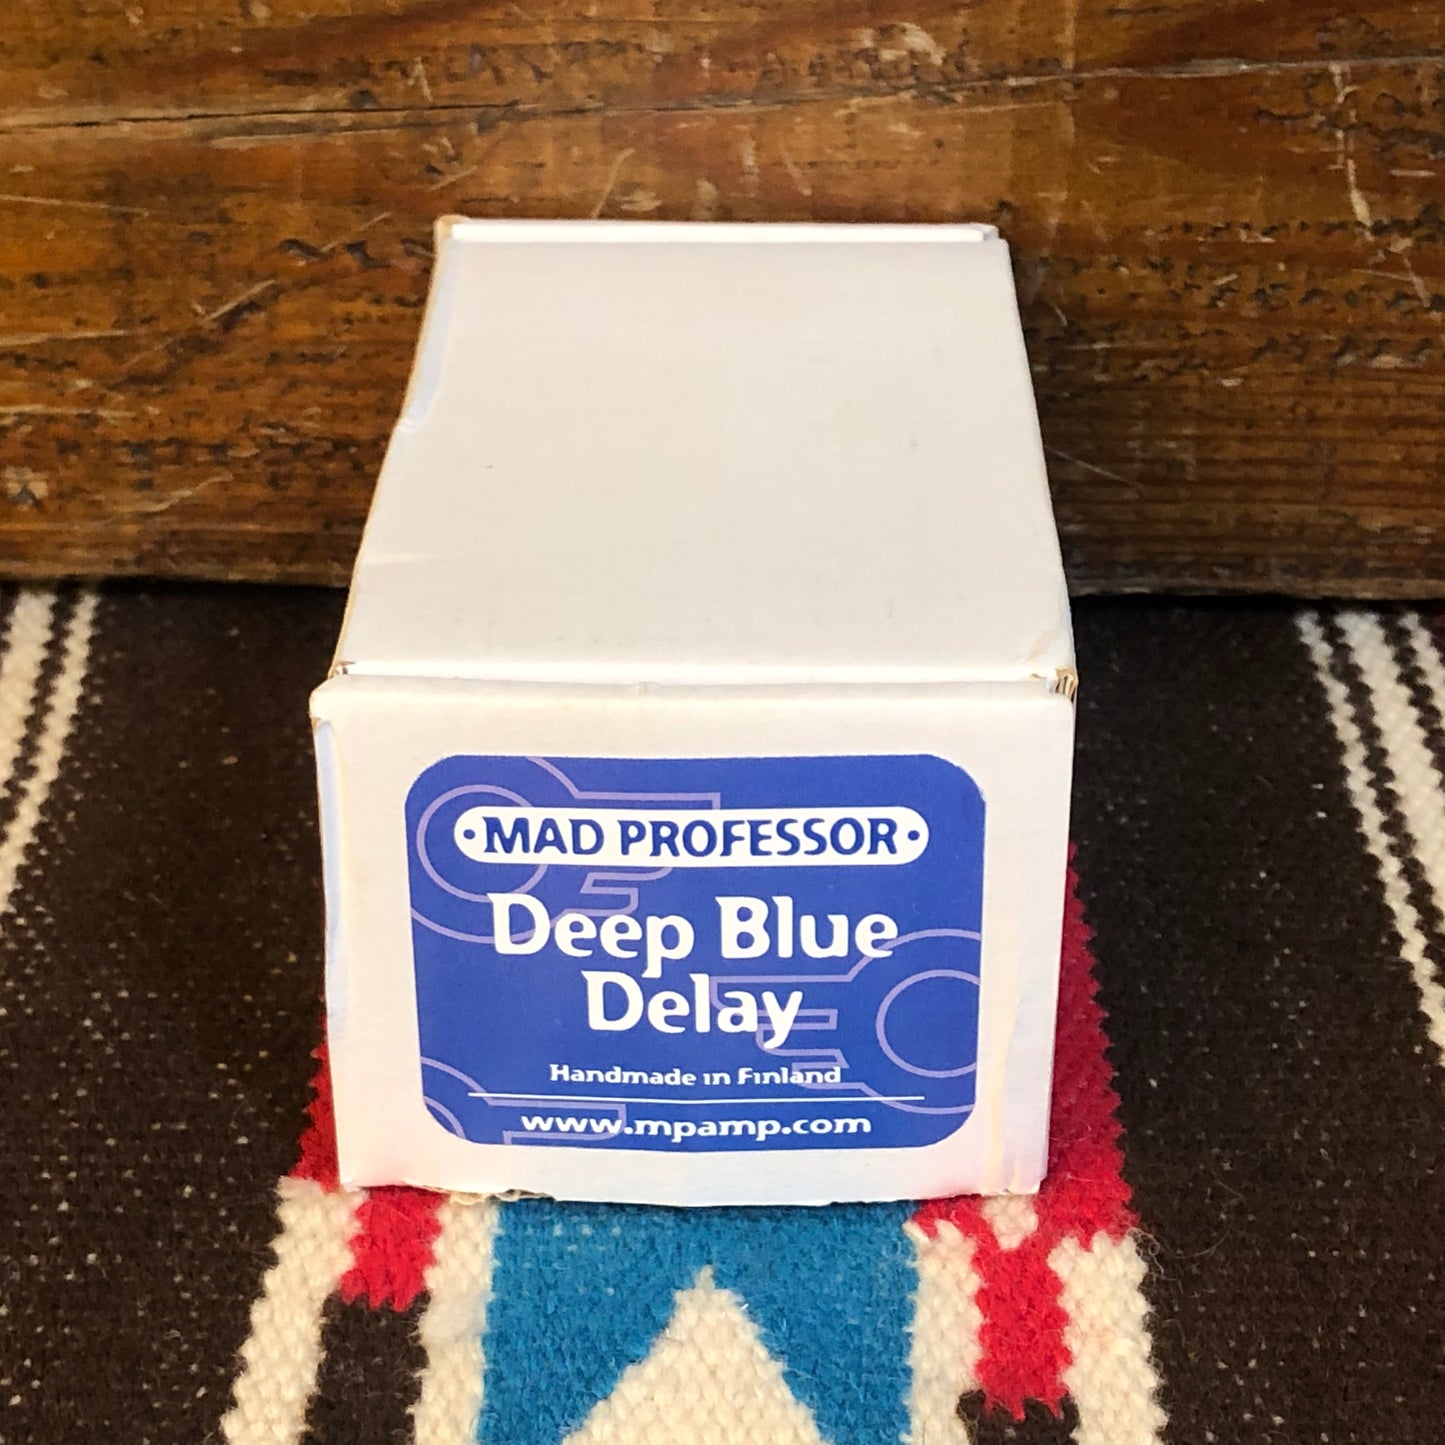 ·MAD PROFESSOR·
Deep Blue
Delay
Handmade in Finland
www.mpamp.com